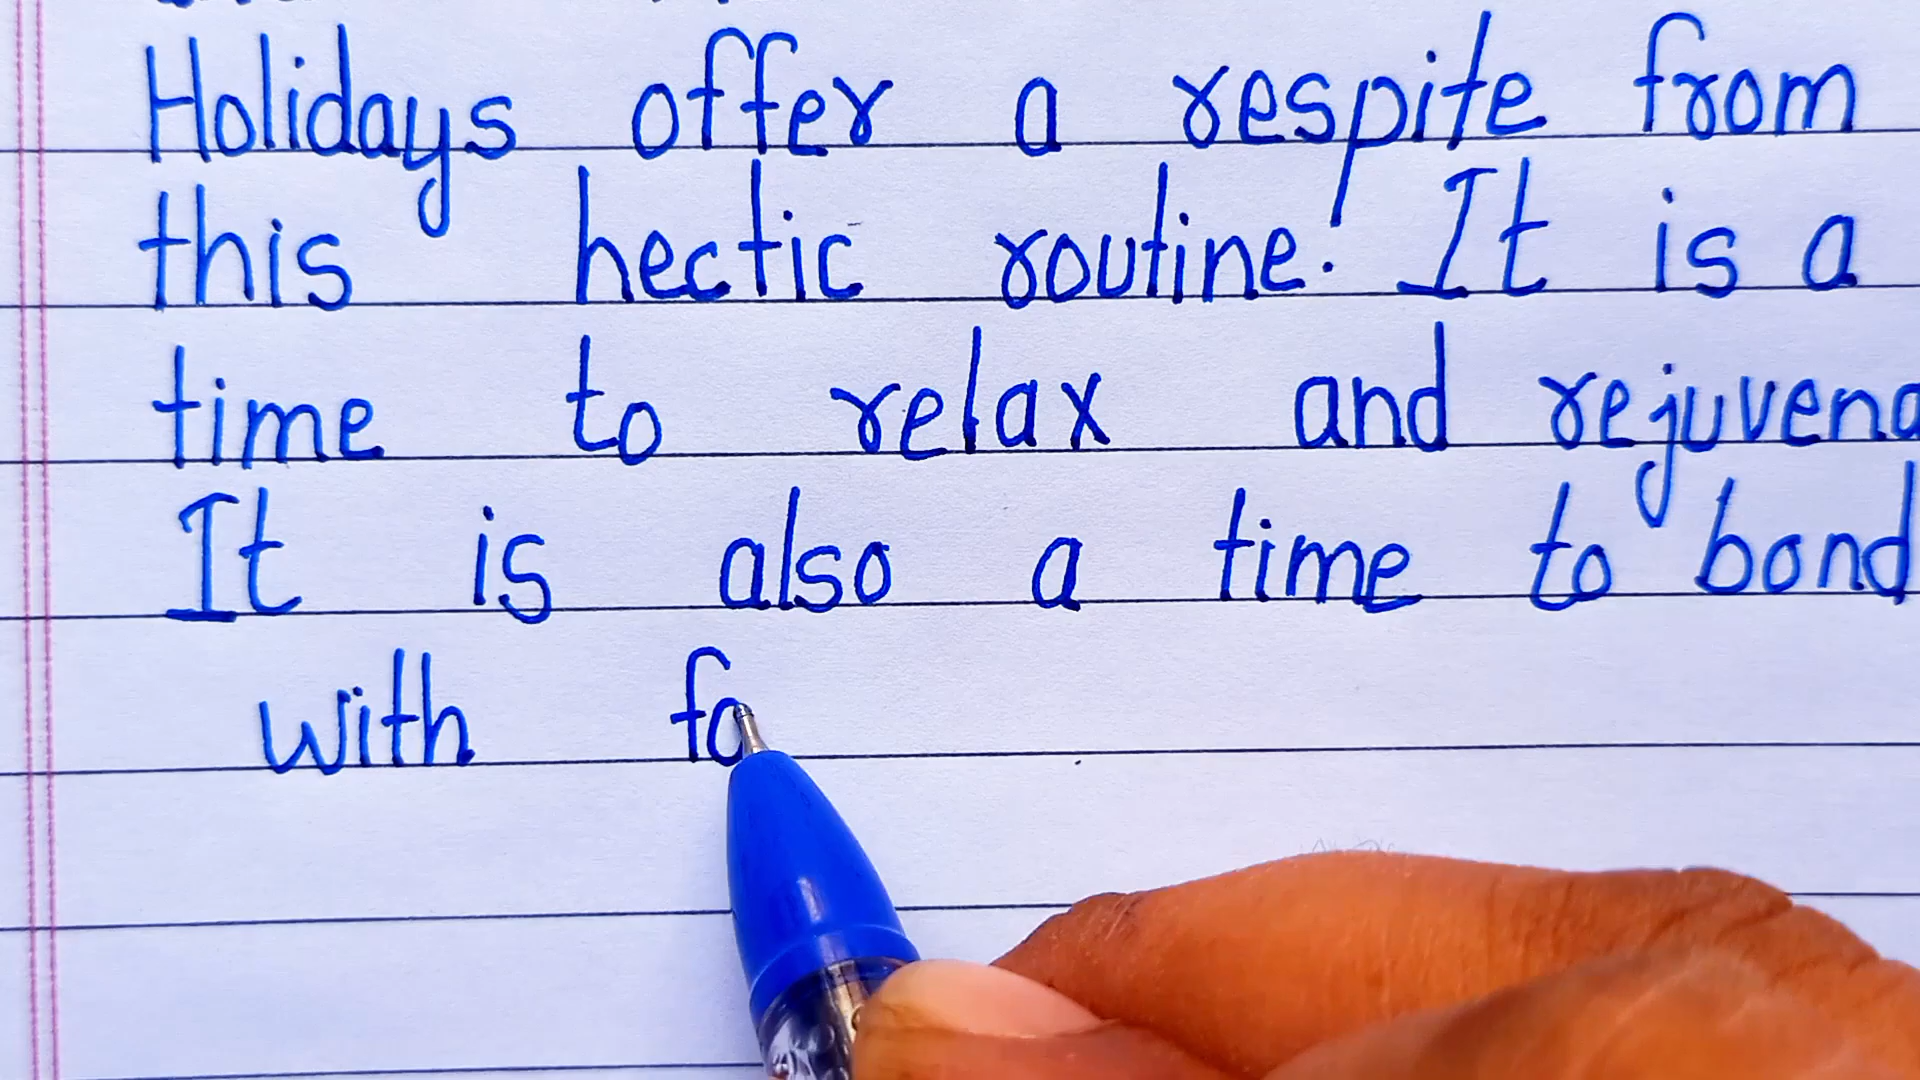 Holidays offer a respite from
this hectic routine. It is a
time to relax and rejuvena
It is also a time to bond
with fa